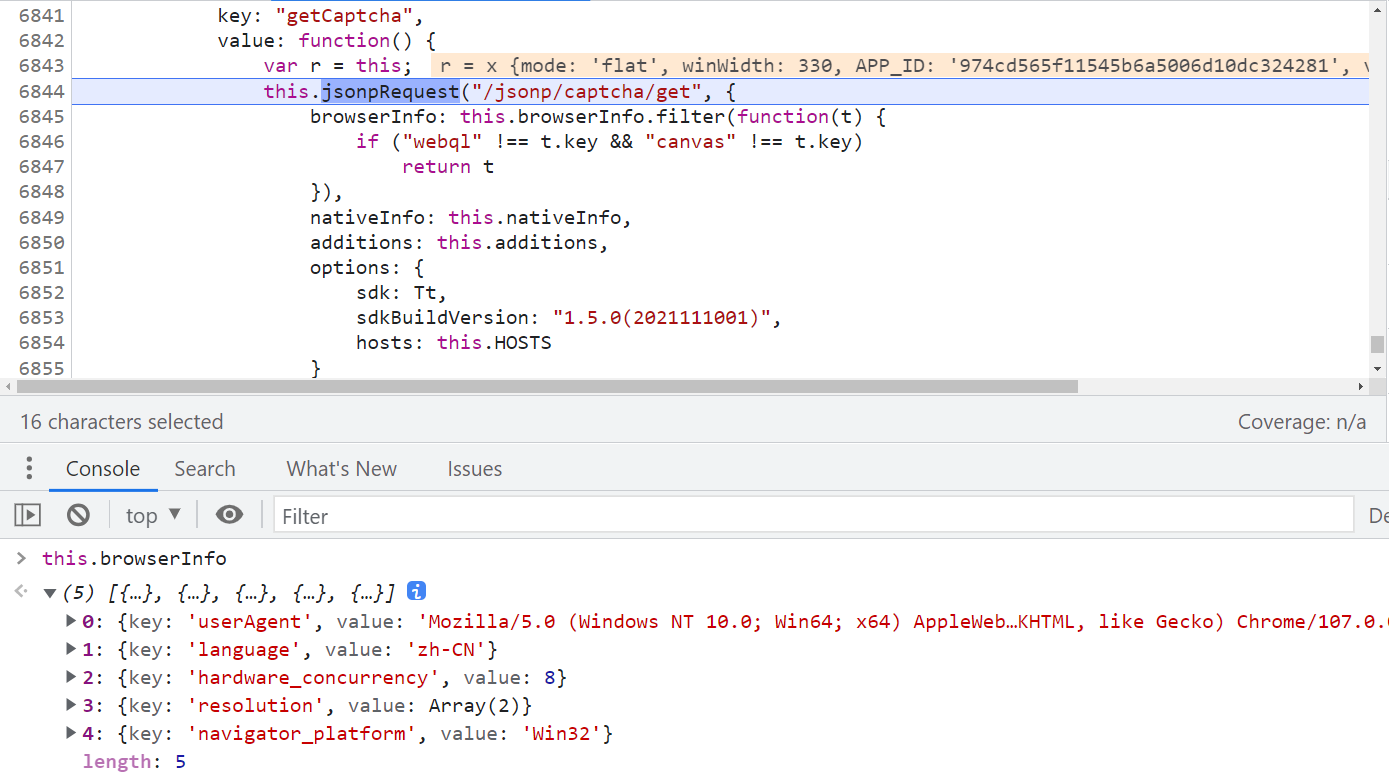 6841 key: "getCaptcha",
6842 value: function() {
6843 var r = this; r = x {mode: 'flat', winWidth: 330, APP_ID: '974cd565f11545b6a5006d10dc324281', v
6844 this.jsonpRequest("/jsonp/captcha/get", {
6845 browserInfo: this.browserInfo.filter(function(t) {
6846 if ("webql" !== t.key && "canvas" !== t.key)
6847 return t
6848 }),
6849 nativeInfo: this.nativeInfo,
6850 additions: this.additions,
6851 options: {
6852 sdk: Tt,
6853 sdkBuildVersion: "1.5.0(2021111001)",
6854 hosts: this.HOSTS
6855 }
16 characters selected Coverage: n/a
Console Search What's New Issues
top ▼ Filter De
> this.browserInfo
(5) [{…}, {…}, {…}, {…}, {…}]
0: {key: 'userAgent', value: 'Mozilla/5.0 (Windows NT 10.0; Win64; x64) AppleWeb…KHTML, like Gecko) Chrome/107.0.
1: {key: 'language', value: 'zh-CN'}
2: {key: 'hardware_concurrency', value: 8}
3: {key: 'resolution', value: Array(2)}
4: {key: 'navigator_platform', value: 'Win32'}
length: 5